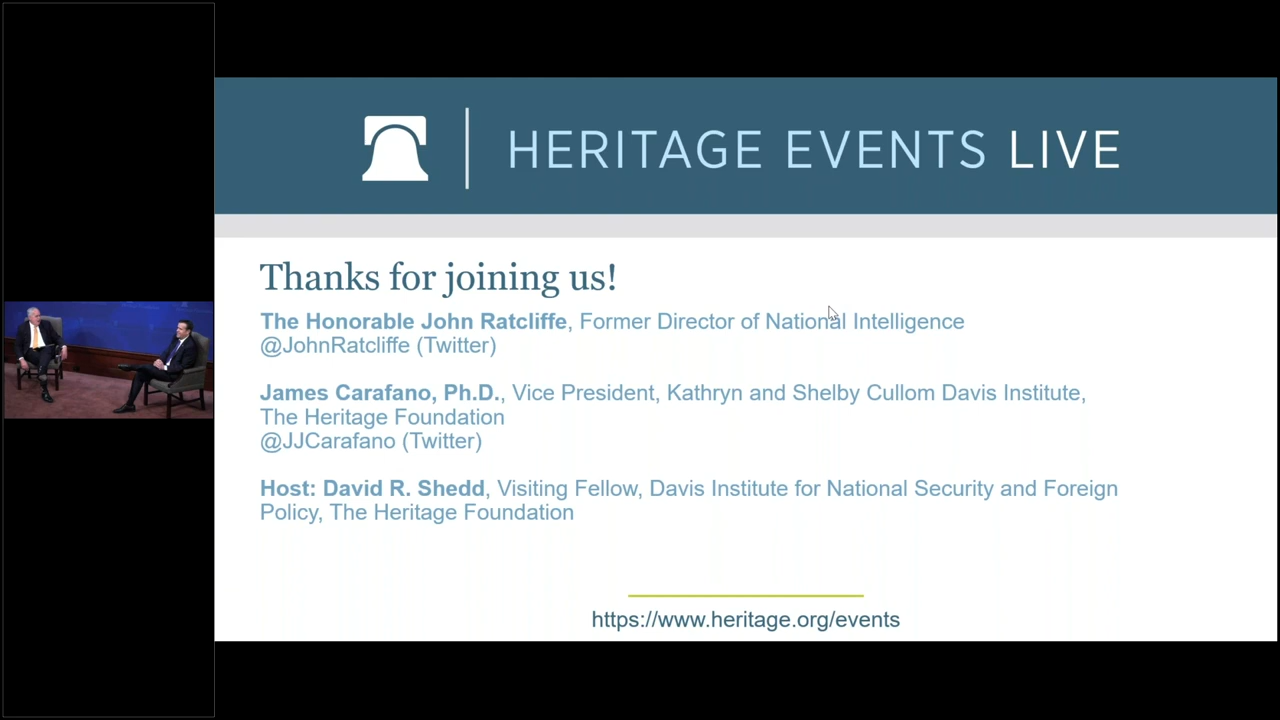 HERITAGE EVENTS LIVE
Thanks for joining us!
The Honorable John Ratcliffe, Former Director of National Intelligence
@JohnRatcliffe (Twitter)
James Carafano, Ph.D., Vice President, Kathryn and Shelby Cullom Davis Institute,
The Heritage Foundation
@JJCarafano (Twitter)
Host: David R. Shedd, Visiting Fellow, Davis Institute for National Security and Foreign
Policy, The Heritage Foundation
https://www.heritage.org/events